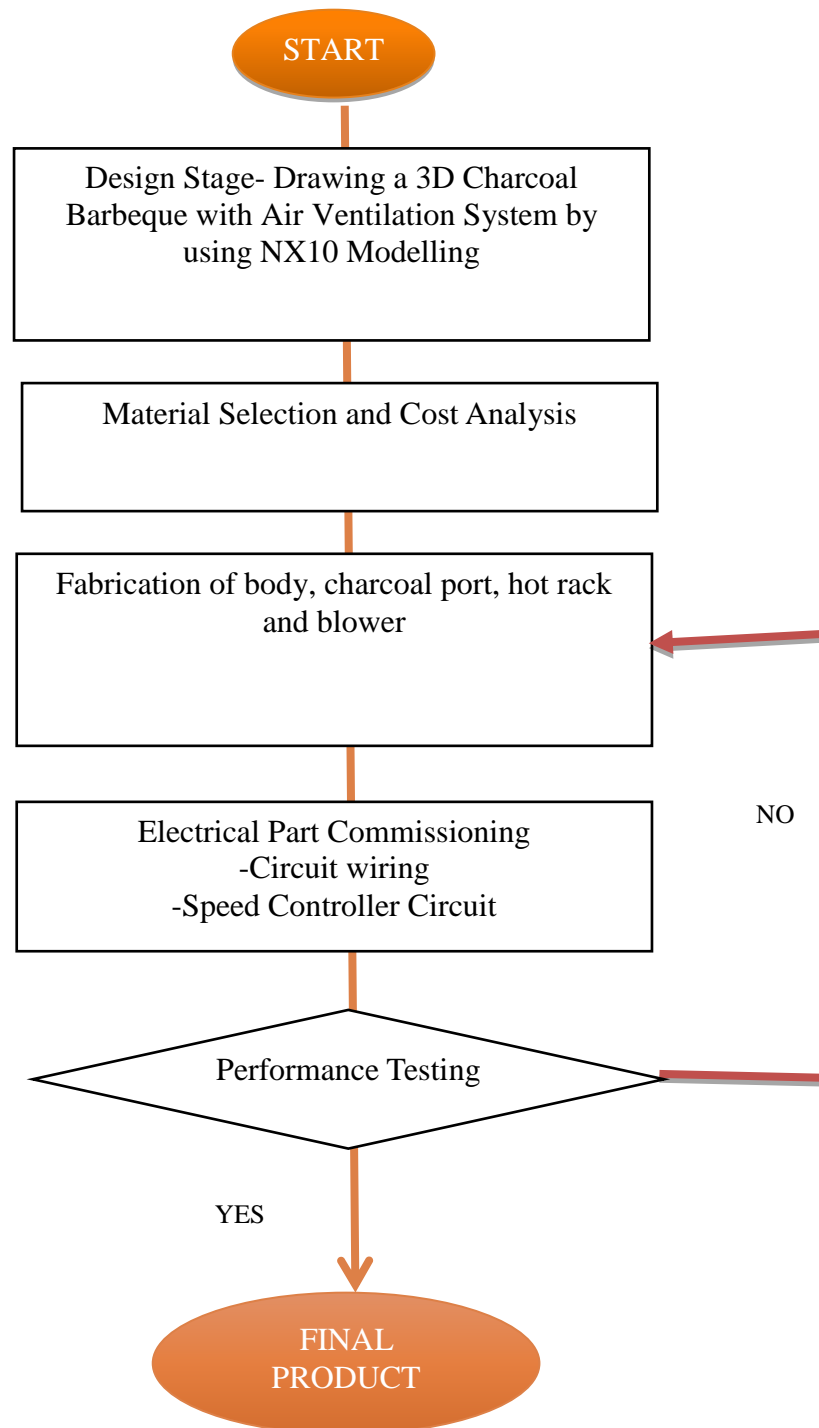 START
Design Stage- Drawing a 3D Charcoal
Barbeque with Air Ventilation System by
using NX10 Modelling
Material Selection and Cost Analysis
Fabrication of body, charcoal port, hot rack
and blower
NO
Electrical Part Commissioning
-Circuit wiring
-Speed Controller Circuit
Performance Testing
YES
FINAL
PRODUCT